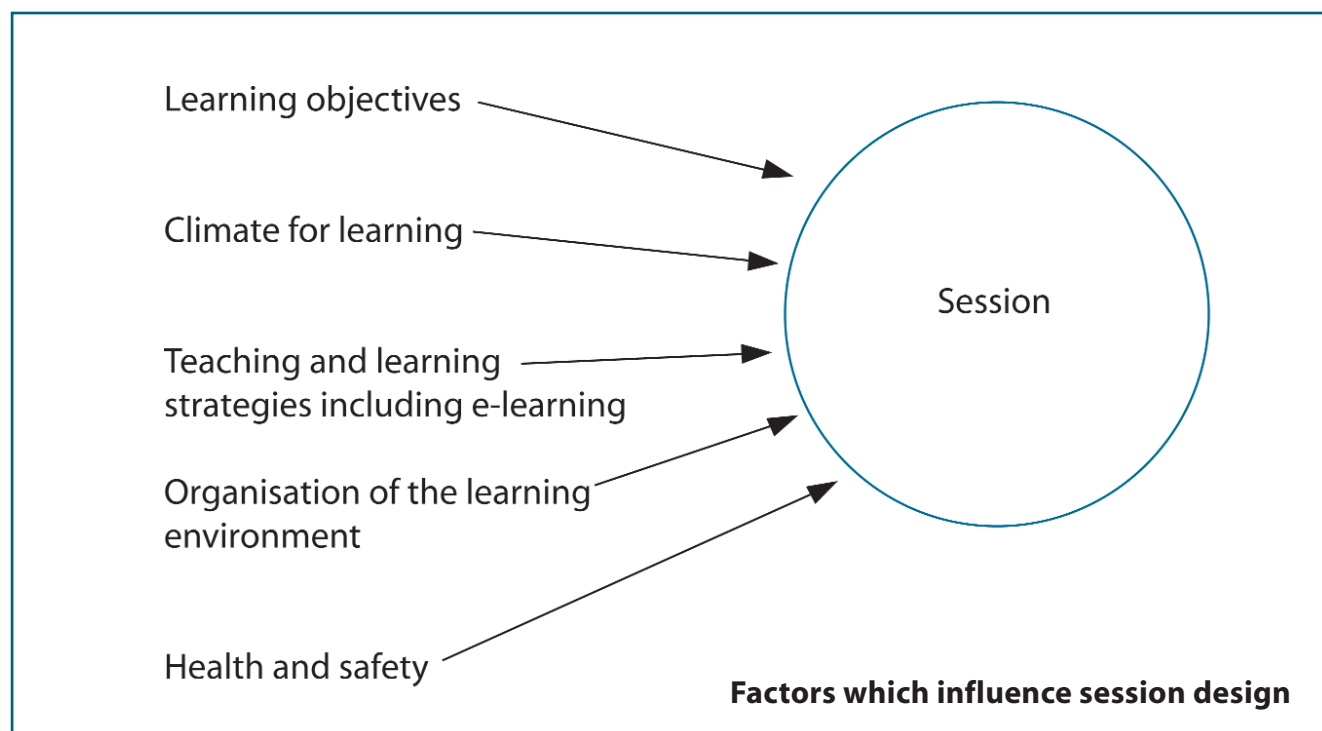 Learning objectives
Climate for learning
Session
Teaching and learning
strategies including e-learning
Organisation of the learning
environment
Health and safety
Factors which influence session design